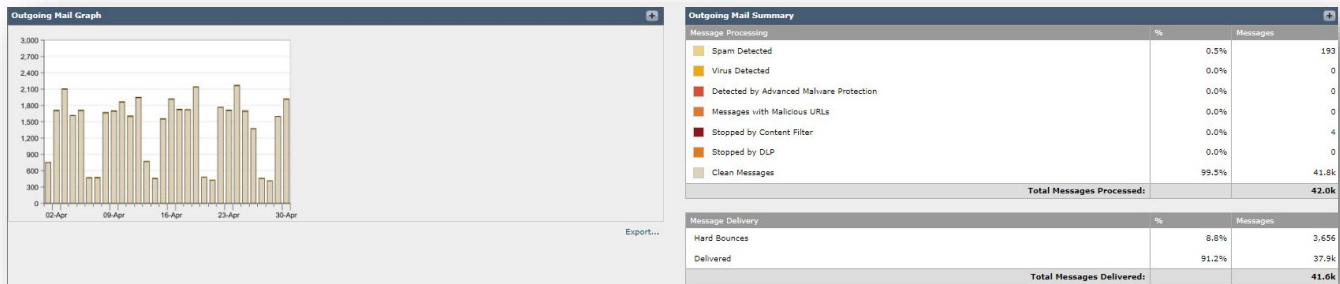 Outgoing Mail Graph
3,000
2,700
2,400
2,100
1,800
1,500
1,200
900
600
300
0
02-Apr 09-Apr 16-Apr 23-Apr 30-Apr
Export...
Outgoing Mail Summary
Message Processing % Messages
Spam Detected 0.5% 193
Virus Detected 0.0% 0
Detected by Advanced Malware Protection 0.0% 0
Messages with Malicious URLs 0.0% 0
Stopped by Content Filter 0.0% 4
Stopped by DLP 0.0% 0
Clean Messages 99.5% 41.8k
Total Messages Processed: 42.0k
Message Delivery % Messages
Hard Bounces 8.8% 3,656
Delivered 91.2% 37.9k
Total Messages Delivered: 41.6k